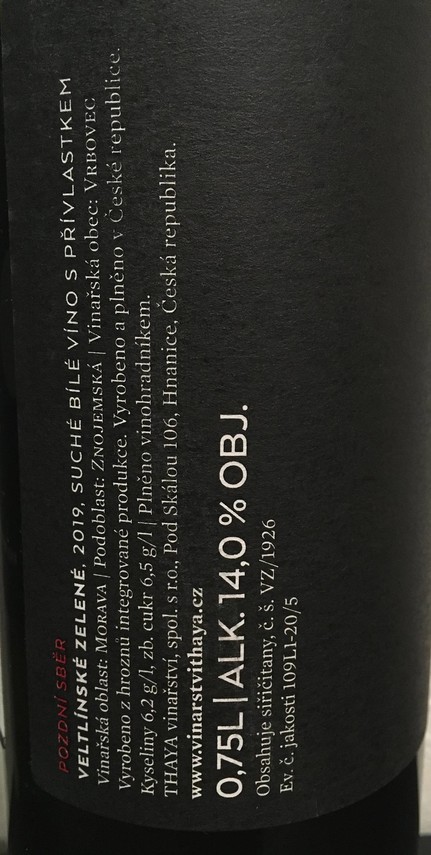 POZDNÍ SBĚR
VELTLÍNSKÉ ZELENÉ, 2019, SUCHÉ BÍLÉ VÍNO S PŘÍVLASTKEM
Vinařská oblast: MORAVA | Podoblast: ZNOJEMSKÁ | Vinařská obec: VRBOVEC
Vyrobeno z hroznů integrované produkce. Vyrobeno a plněno v České republice.
Kyseliny 6,2 g/l, zb. cukr 6,5 g/l | Plněno vinohradníkem.
THAYA vinařství, spol. s r.o., Pod Skálou 106, Hnanice, Česká republika.
www.vinarstvithaya.cz
0,75L | ALK. 14,0 % OBJ.
Obsahuje siřičitany, č. š. VZ/1926
Ev. č. jakosti 109L1-20/5